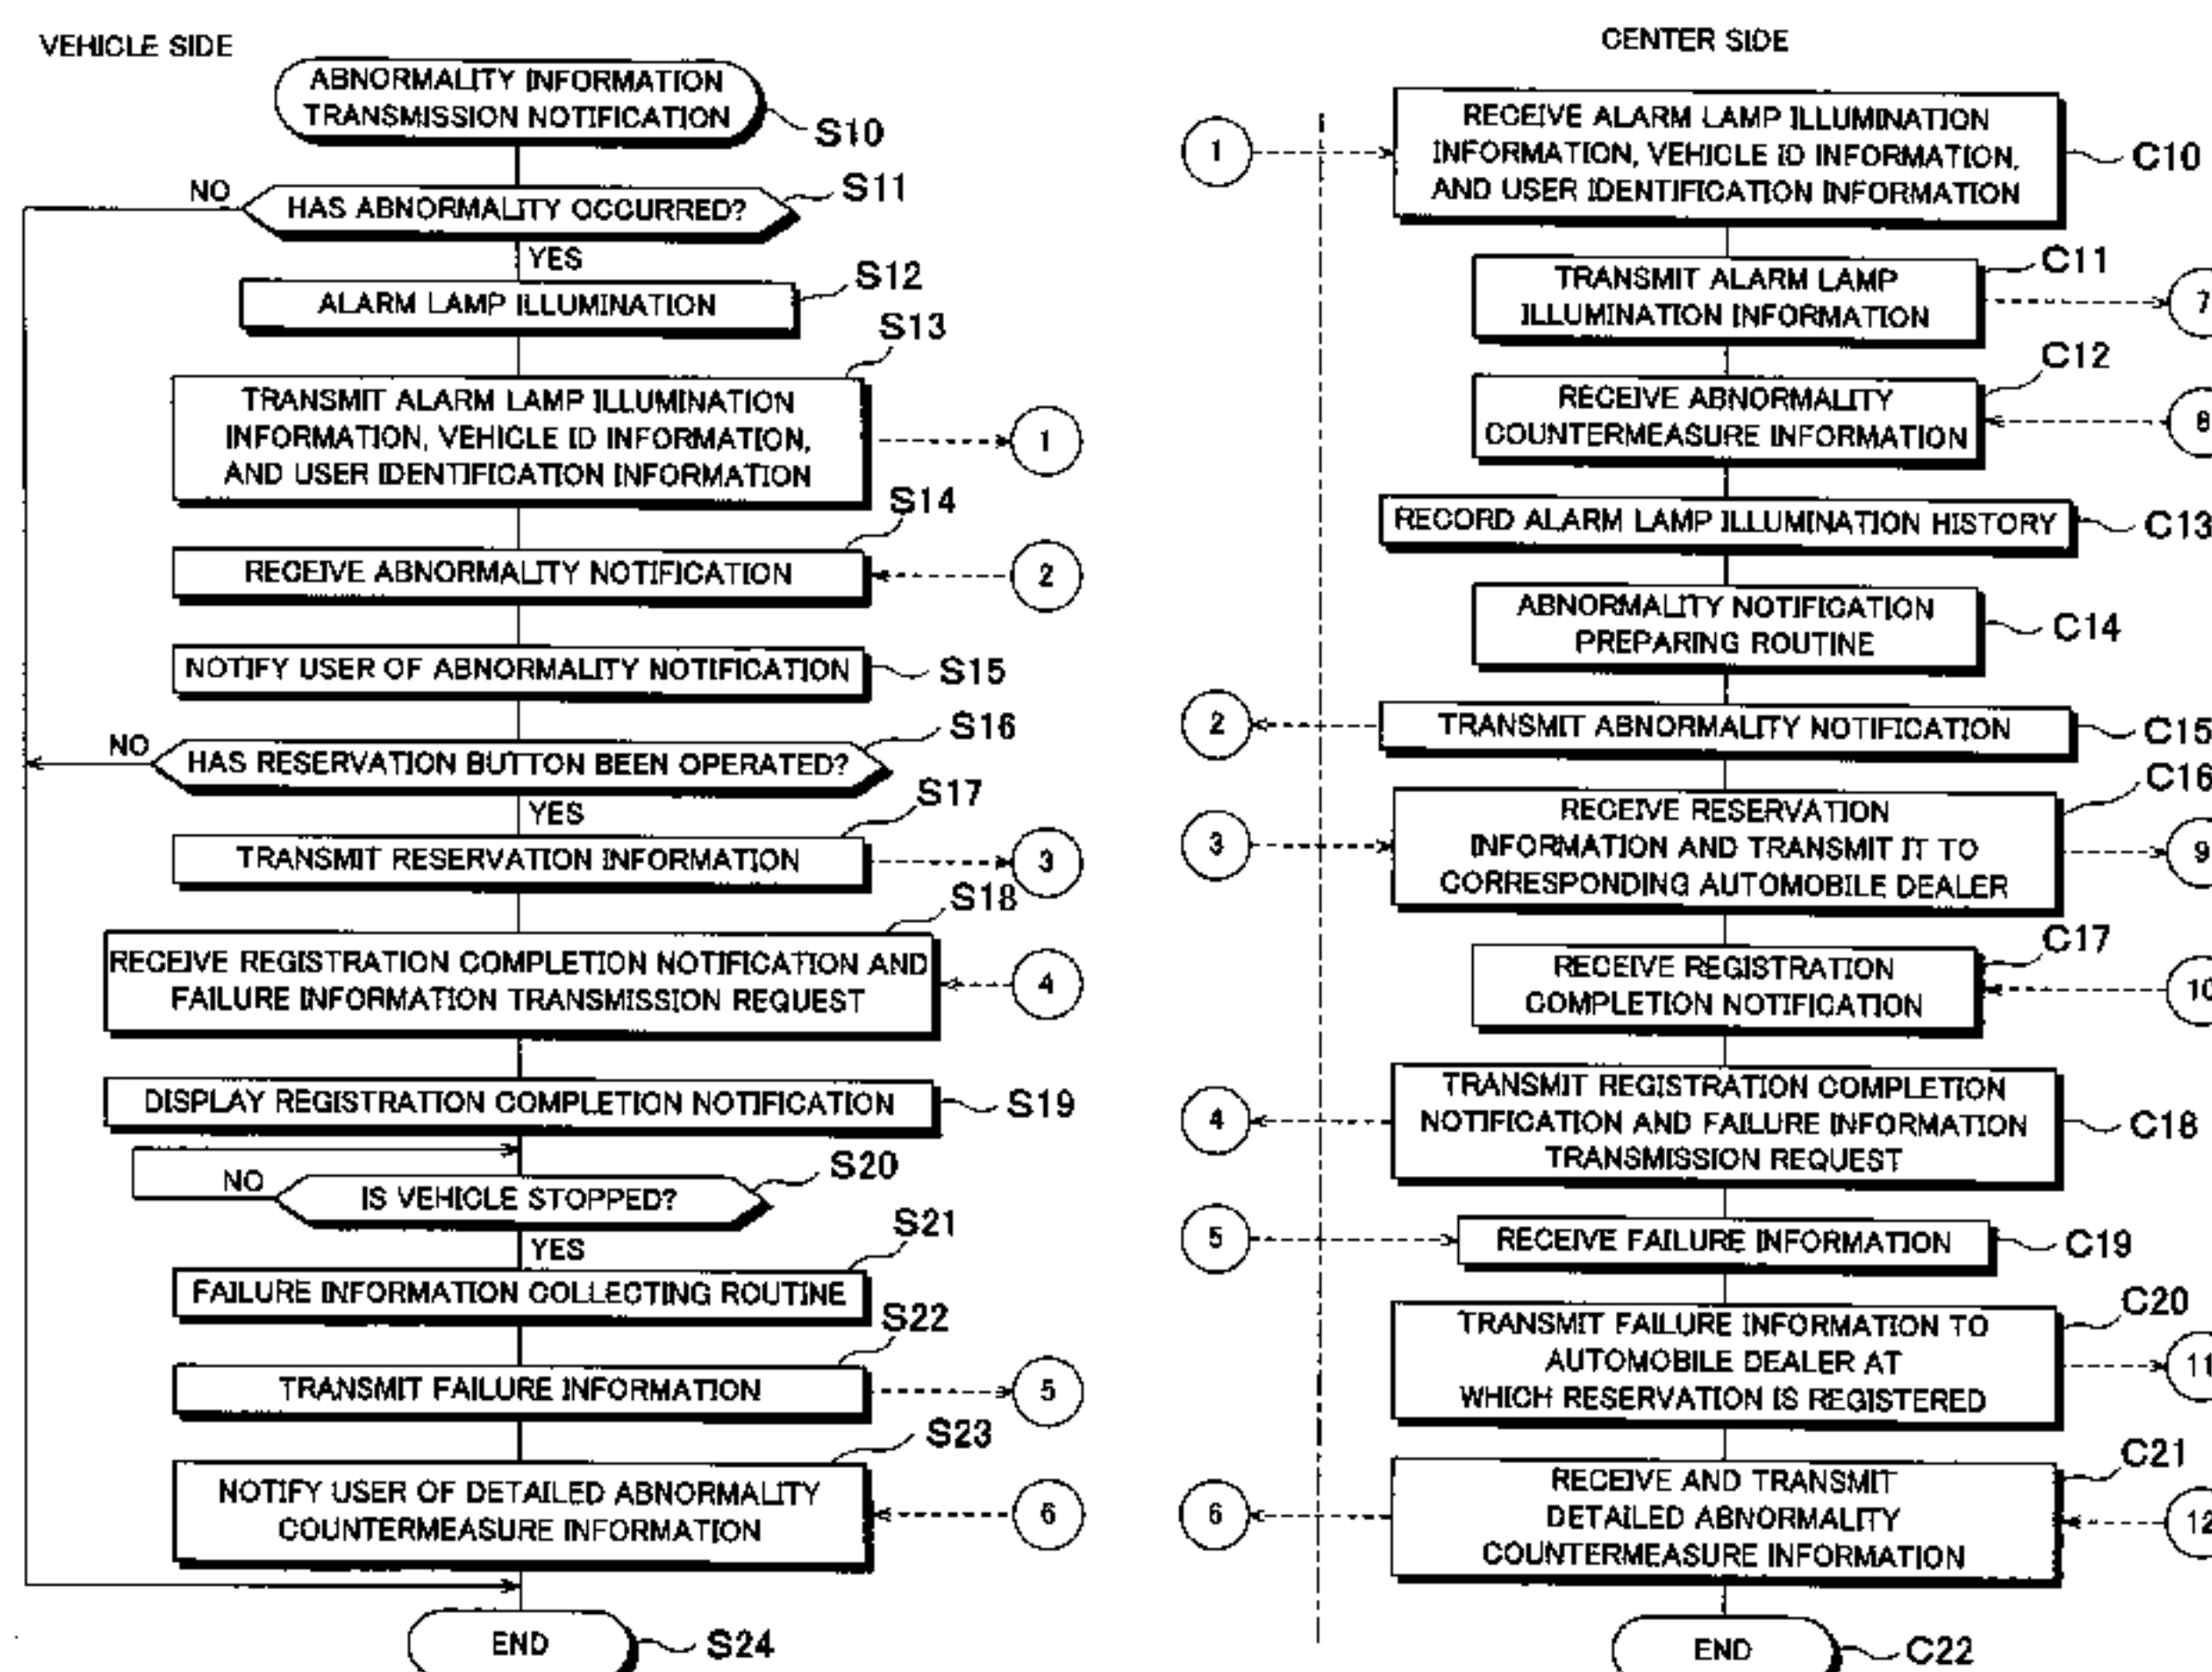 VEHICLE SIDE
ABNORMALITY INFORMATION
TRANSMISSION NOTIFICATION
S10
NO
HAS ABNORMALITY OCCURRED?
S11
YES
ALARM LAMP ILLUMINATION
S12
S13
TRANSMIT ALARM LAMP ILLUMINATION
INFORMATION, VEHICLE ID INFORMATION,
AND USER IDENTIFICATION INFORMATION
1
S14
RECEIVE ABNORMALITY NOTIFICATION
2
NOTIFY USER OF ABNORMALITY NOTIFICATION
S15
NO
HAS RESERVATION BUTTON BEEN OPERATED?
S16
YES
S17
TRANSMIT RESERVATION INFORMATION
3
S18
RECEIVE REGISTRATION COMPLETION NOTIFICATION AND
FAILURE INFORMATION TRANSMISSION REQUEST
4
DISPLAY REGISTRATION COMPLETION NOTIFICATION
S19
NO
IS VEHICLE STOPPED?
S20
YES
S21
FAILURE INFORMATION COLLECTING ROUTINE
S22
TRANSMIT FAILURE INFORMATION
5
S23
NOTIFY USER OF DETAILED ABNORMALITY
COUNTERMEASURE INFORMATION
6
END
S24
CENTER SIDE
1
RECEIVE ALARM LAMP ILLUMINATION
INFORMATION, VEHICLE ID INFORMATION,
AND USER IDENTIFICATION INFORMATION
C10
C11
TRANSMIT ALARM LAMP
ILLUMINATION INFORMATION
7
C12
RECEIVE ABNORMALITY
COUNTERMEASURE INFORMATION
8
RECORD ALARM LAMP ILLUMINATION HISTORY
C13
ABNORMALITY NOTIFICATION
PREPARING ROUTINE
C14
2
TRANSMIT ABNORMALITY NOTIFICATION
C15
C16
3
RECEIVE RESERVATION
INFORMATION AND TRANSMIT IT TO
CORRESPONDING AUTOMOBILE DEALER
9
C17
RECEIVE REGISTRATION
COMPLETION NOTIFICATION
10
4
TRANSMIT REGISTRATION COMPLETION
NOTIFICATION AND FAILURE INFORMATION
TRANSMISSION REQUEST
C18
5
RECEIVE FAILURE INFORMATION
C19
C20
TRANSMIT FAILURE INFORMATION TO
AUTOMOBILE DEALER AT
WHICH RESERVATION IS REGISTERED
11
C21
6
RECEIVE AND TRANSMIT
DETAILED ABNORMALITY
COUNTERMEASURE INFORMATION
12
END
C22